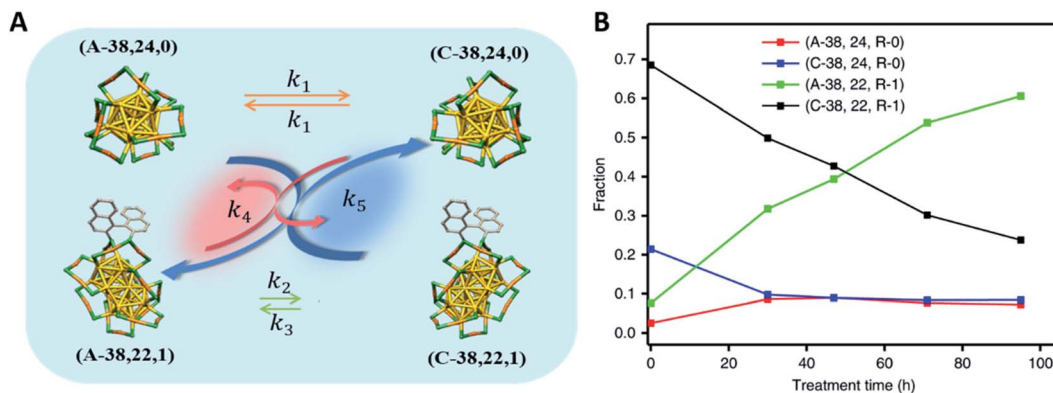 A
(A-38,24,0)
(C-38,24,0)
k₁
k₁
k₄
k₅
k₂
k₃
(A-38,22,1)
(C-38,22,1)
B
(A-38, 24, R-0)
(C-38, 24, R-0)
(A-38, 22, R-1)
(C-38, 22, R-1)
Fraction
0.7
0.6
0.5
0.4
0.3
0.2
0.1
0.0
0 20 40 60 80 100
Treatment time (h)